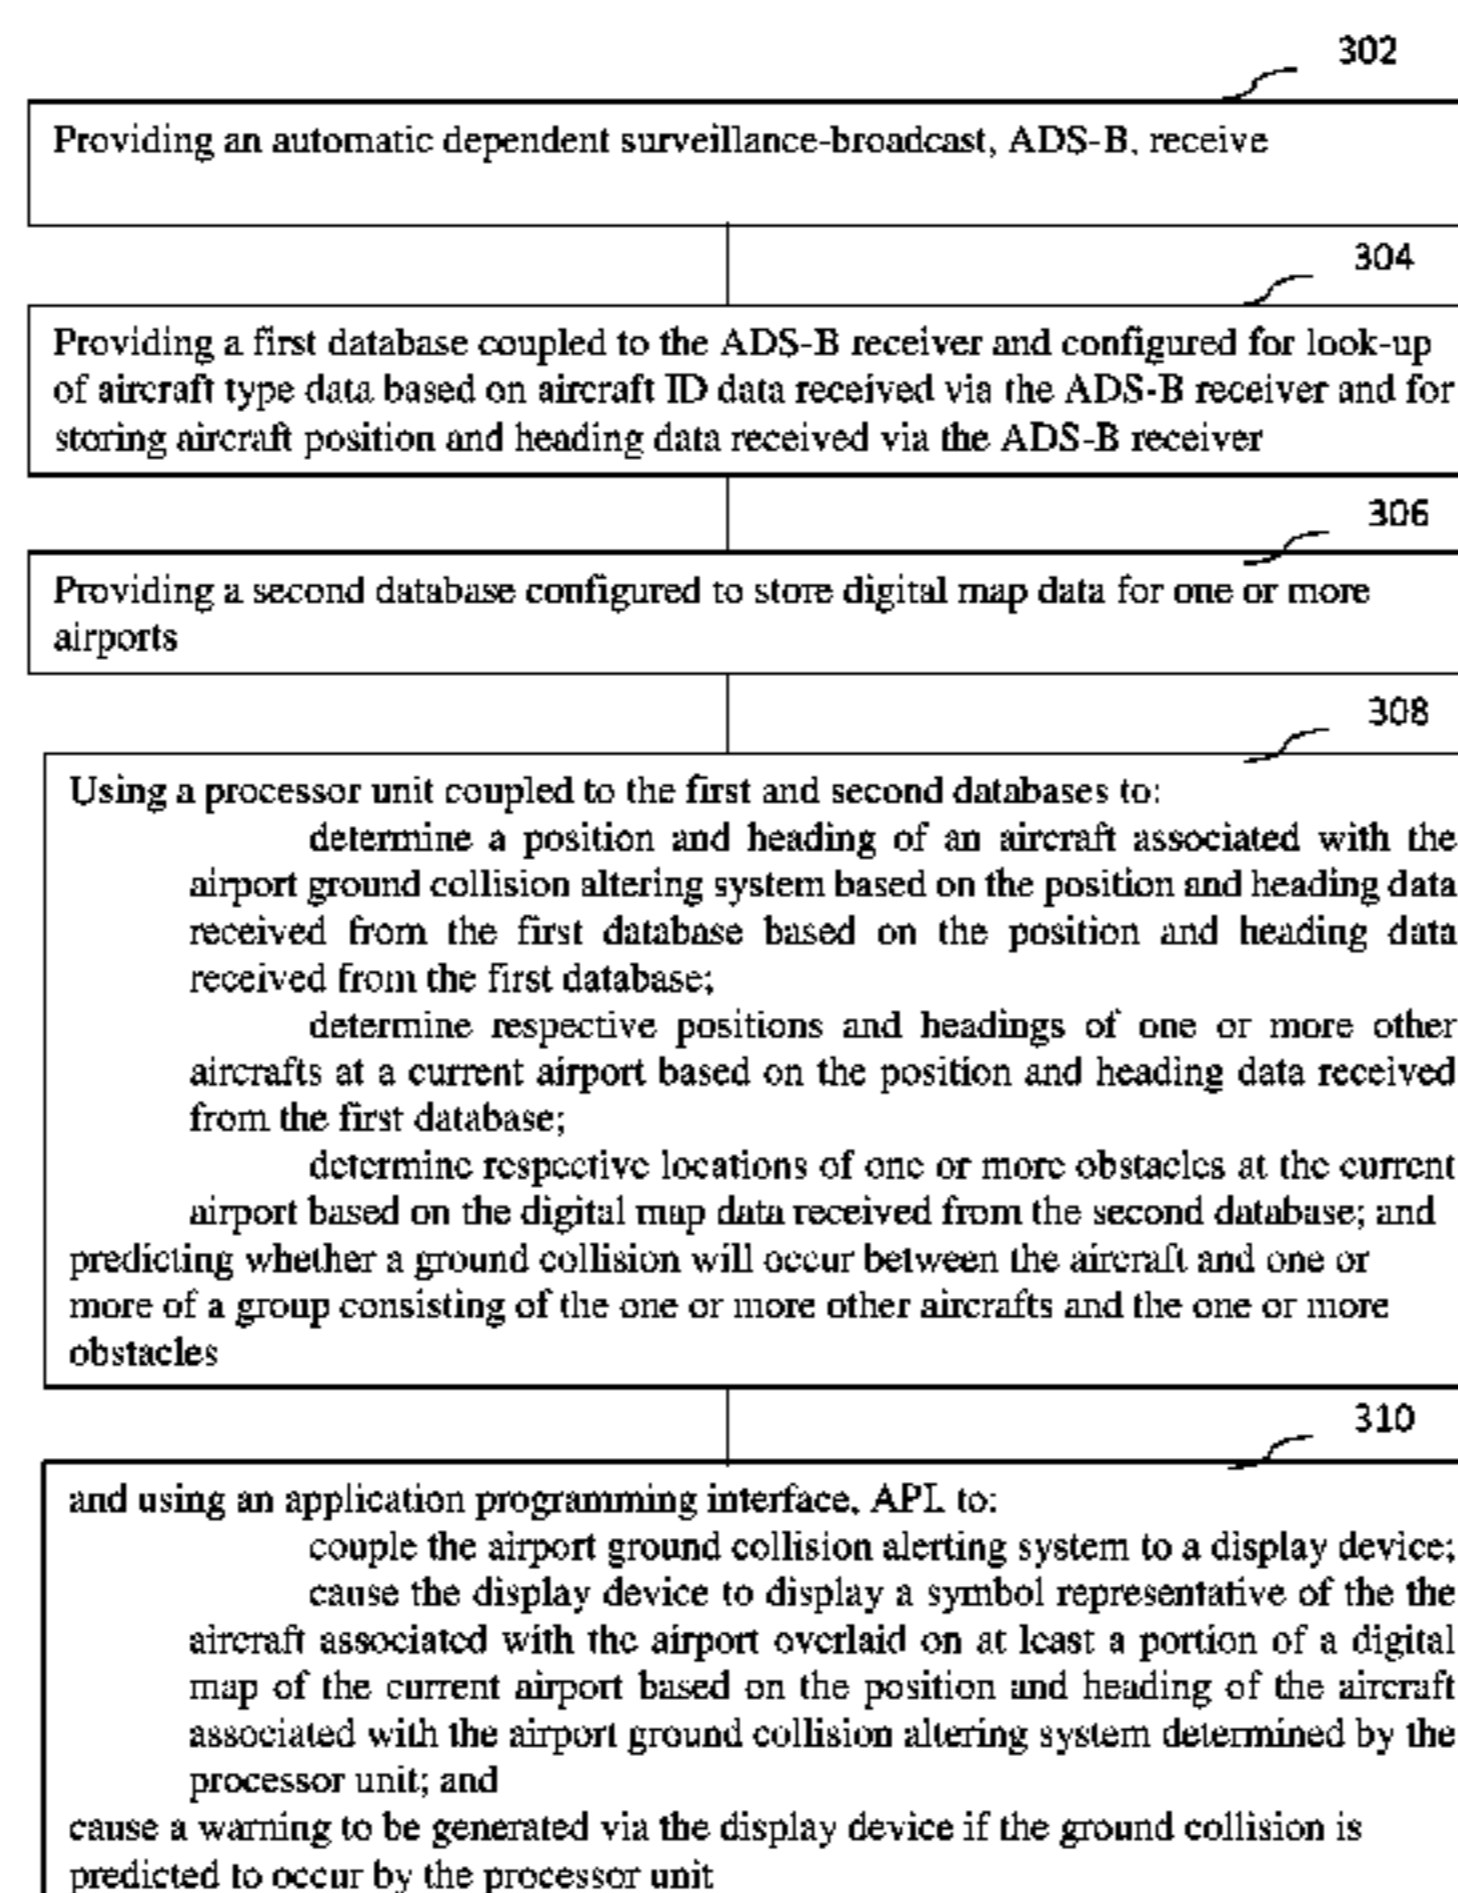 302
Providing an automatic dependent surveillance-broadcast, ADS-B, receive
304
Providing a first database coupled to the ADS-B receiver and configured for look-up
of aircraft type data based on aircraft ID data received via the ADS-B receiver and for
storing aircraft position and heading data received via the ADS-B receiver
306
Providing a second database configured to store digital map data for one or more
airports
308
Using a processor unit coupled to the first and second databases to:
determine a position and heading of an aircraft associated with the
airport ground collision altering system based on the position and heading data
received from the first database based on the position and heading data
received from the first database;
determine respective positions and headings of one or more other
aircrafts at a current airport based on the position and heading data received
from the first database;
determine respective locations of one or more obstacles at the current
airport based on the digital map data received from the second database; and
predicting whether a ground collision will occur between the aircraft and one or
more of a group consisting of the one or more other aircrafts and the one or more
obstacles
310
and using an application programming interface, API, to:
couple the airport ground collision alerting system to a display device;
cause the display device to display a symbol representative of the the
aircraft associated with the airport overlaid on at least a portion of a digital
map of the current airport based on the position and heading of the aircraft
associated with the airport ground collision altering system determined by the
processor unit; and
cause a warning to be generated via the display device if the ground collision is
predicted to occur by the processor unit